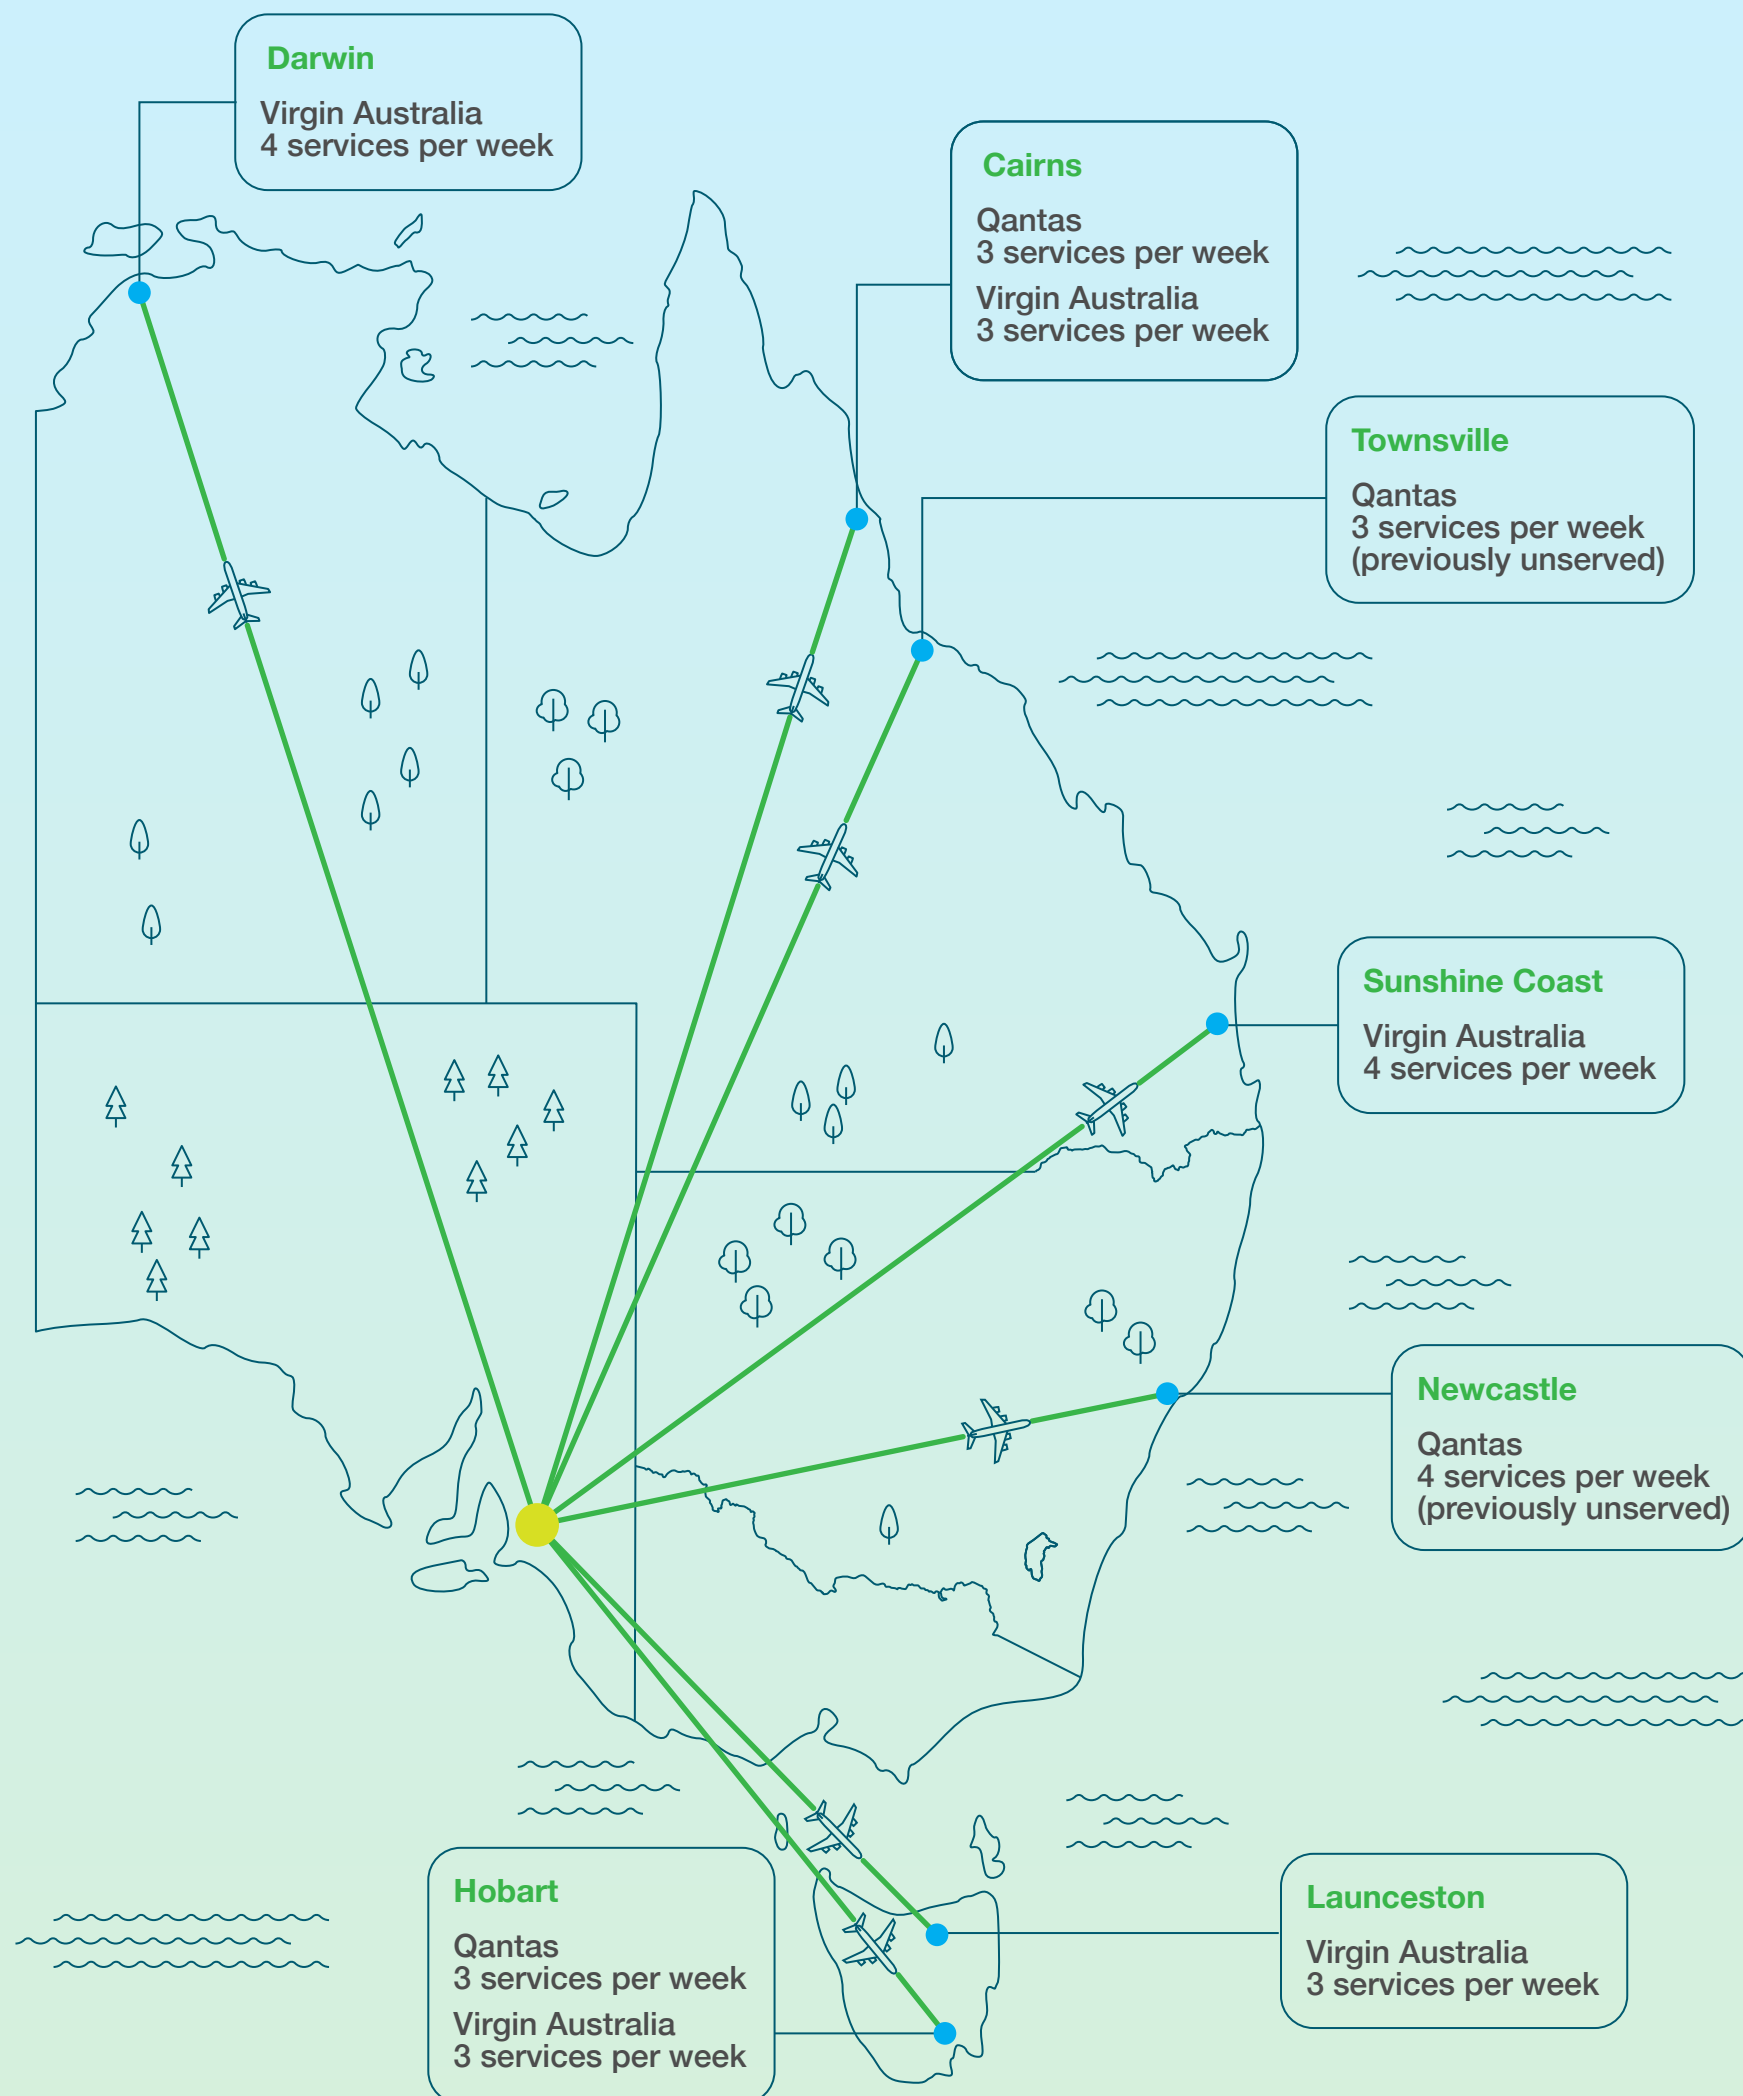 Darwin
Virgin Australia
4 services per week
Cairns
Qantas
3 services per week
Virgin Australia
3 services per week
Townsville
Qantas
3 services per week
(previously unserved)
Sunshine Coast
Virgin Australia
4 services per week
Newcastle
Qantas
4 services per week
(previously unserved)
Hobart
Qantas
3 services per week
Virgin Australia
3 services per week
Launceston
Virgin Australia
3 services per week